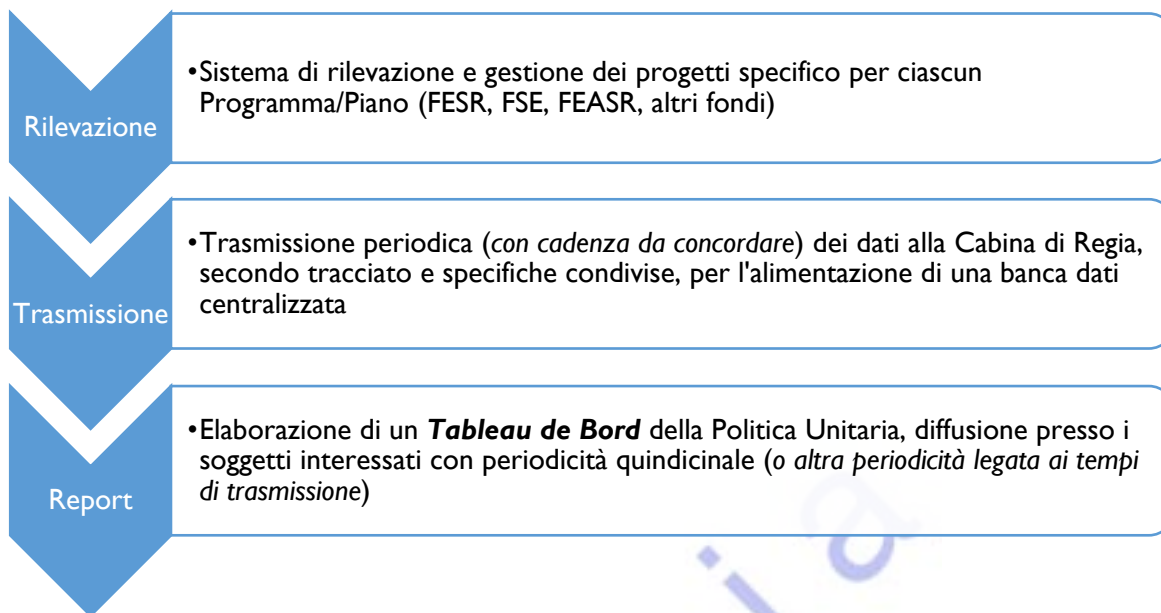 Rilevazione
•Sistema di rilevazione e gestione dei progetti specifico per ciascun
Programma/Piano (FESR, FSE, FEASR, altri fondi)
Trasmissione
•Trasmissione periodica (con cadenza da concordare) dei dati alla Cabina di Regia,
secondo tracciato e specifiche condivise, per l'alimentazione di una banca dati
centralizzata
Report
•Elaborazione di un Tableau de Bord della Politica Unitaria, diffusione presso i
soggetti interessati con periodicità quindicinale (o altra periodicità legata ai tempi
di trasmissione)